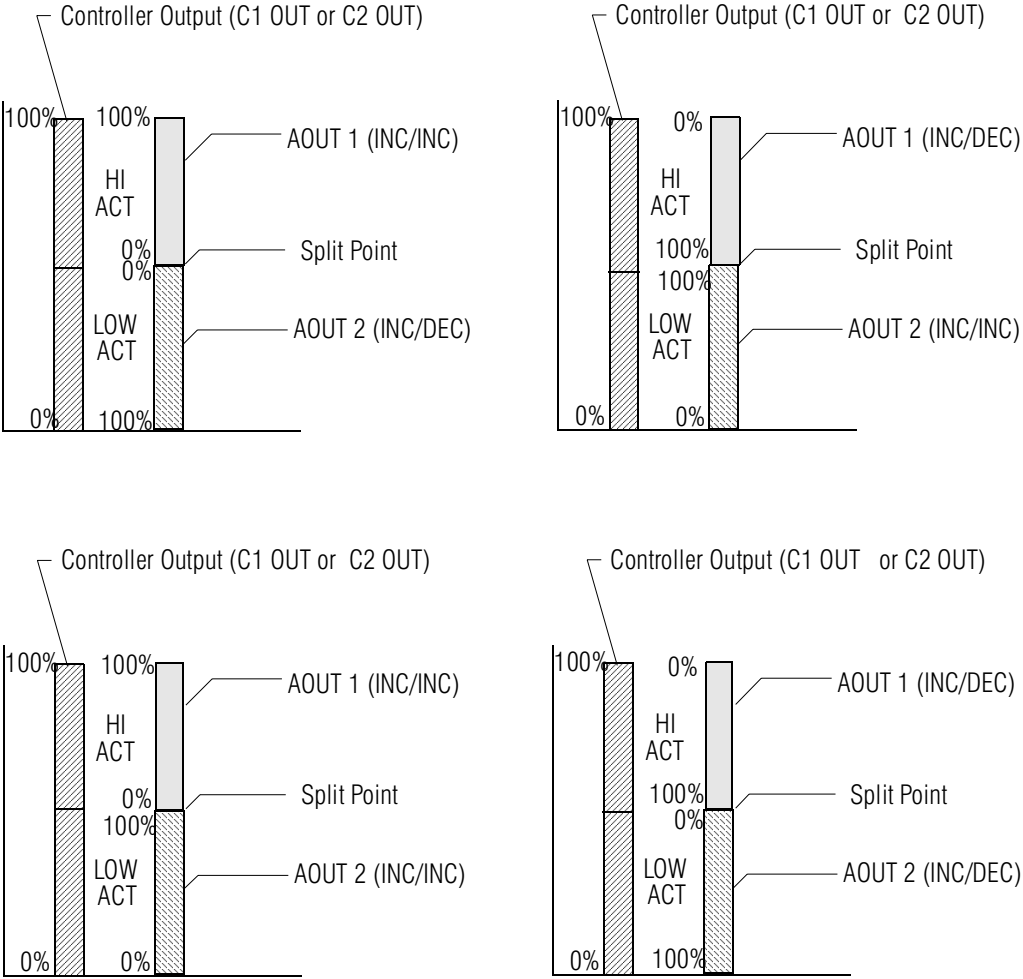 Controller Output (C1 OUT or C2 OUT)
100%
100%
AOUT 1 (INC/INC)
HI
ACT
0%
Split Point
0%
LOW
ACT
AOUT 2 (INC/DEC)
0%
100%
Controller Output (C1 OUT or C2 OUT)
100%
0%
AOUT 1 (INC/DEC)
HI
ACT
100%
Split Point
100%
LOW
ACT
AOUT 2 (INC/INC)
0%
0%
Controller Output (C1 OUT or C2 OUT)
100%
100%
AOUT 1 (INC/INC)
HI
ACT
0%
Split Point
100%
LOW
ACT
AOUT 2 (INC/INC)
0%
0%
Controller Output (C1 OUT or C2 OUT)
100%
0%
AOUT 1 (INC/DEC)
HI
ACT
100%
Split Point
0%
LOW
ACT
AOUT 2 (INC/DEC)
0%
100%